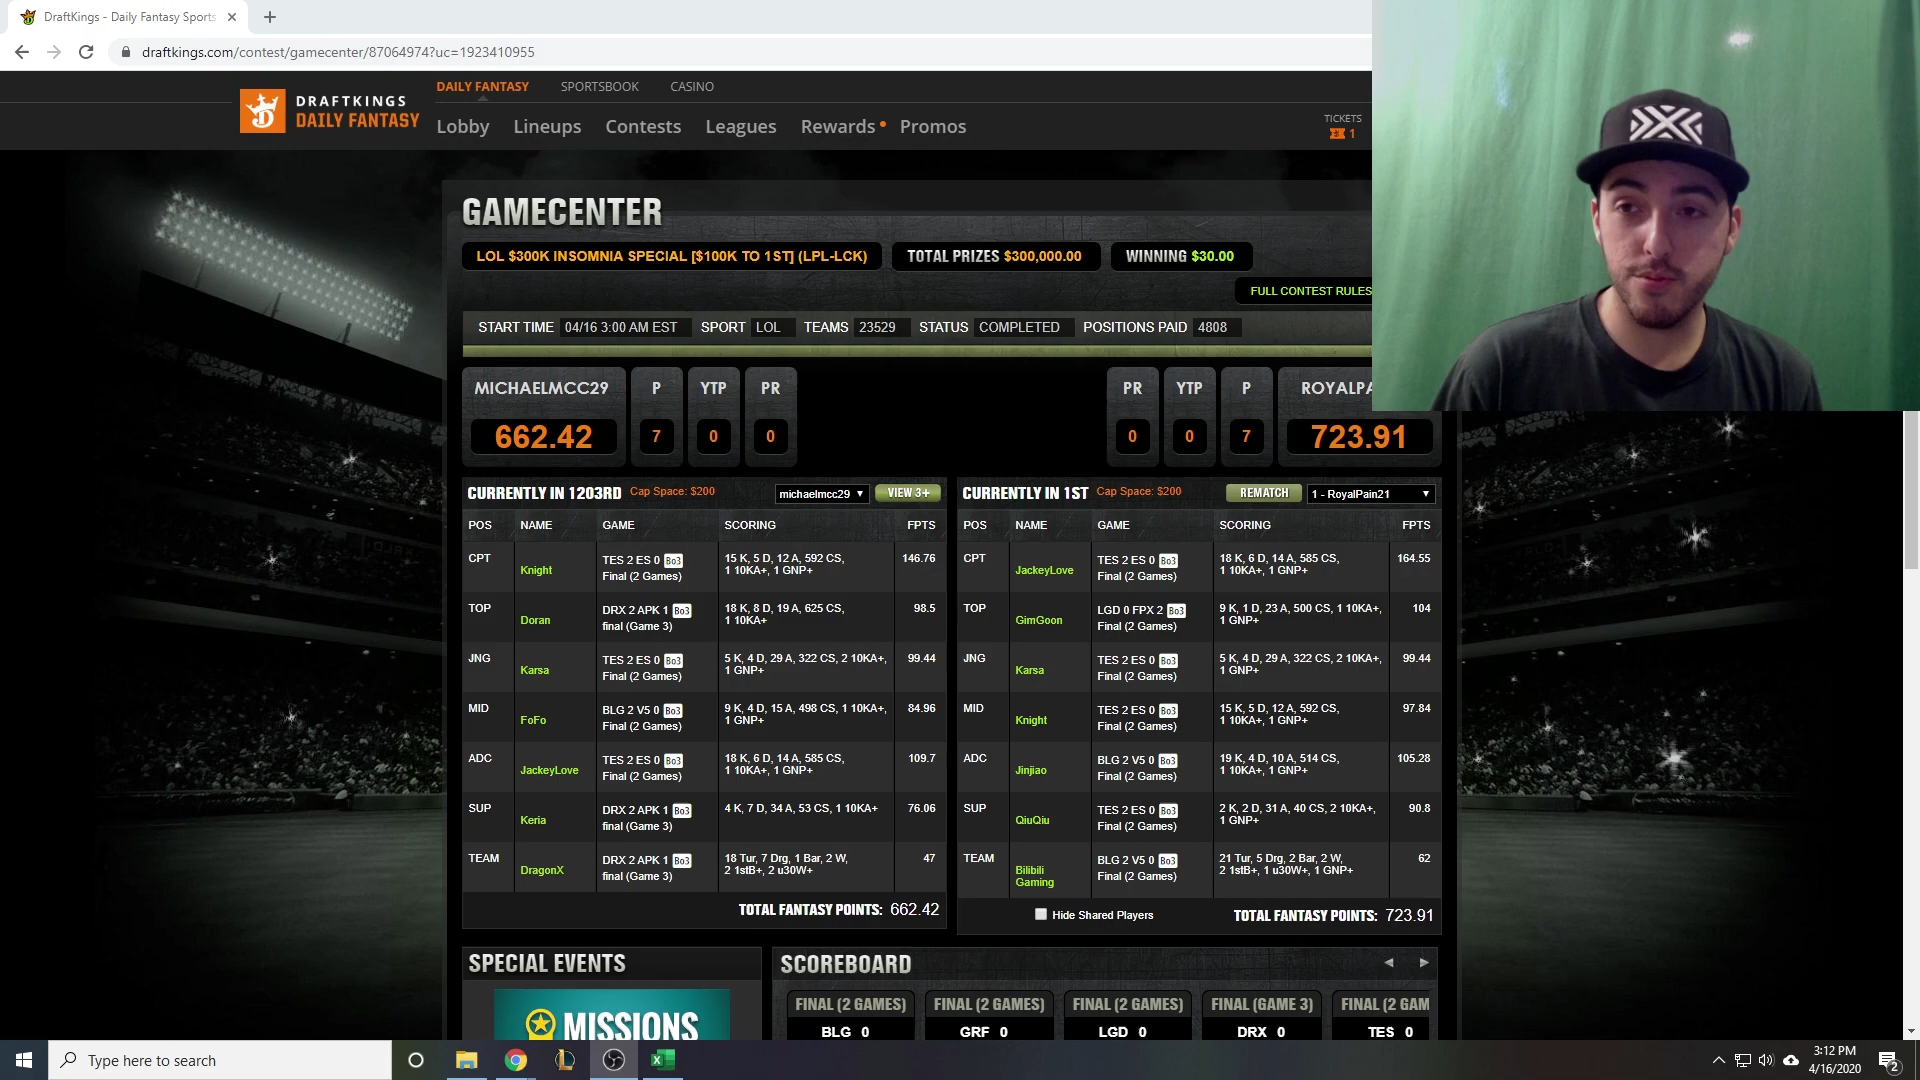 DraftKings - Daily Fantasy Sports
draftkings.com/contest/gamecenter/87064974?uc=1923410955
DAILY FANTASY SPORTSBOOK CASINO
DRAFTKINGS
DAILY FANTASY
Lobby Lineups Contests Leagues Rewards Promos
TICKETS
1
GAMECENTER
LOL $300K INSOMNIA SPECIAL [$100K TO 1ST] (LPL-LCK) TOTAL PRIZES $300,000.00 WINNING $30.00
FULL CONTEST RULES
START TIME 04/16 3:00 AM EST SPORT LOL TEAMS 23529 STATUS COMPLETED POSITIONS PAID 4808
MICHAELMCC29 P YTP PR PR YTP P ROYALPA
662.42 7 0 0 0 0 7 723.91
CURRENTLY IN 1203RD Cap Space: $200 michaelmcc29 VIEW 3+
POS NAME GAME SCORING FPTS
CPT Knight TES 2 ES 0 Bo3 Final (2 Games) 15 K, 5 D, 12 A, 592 CS, 1 10KA+, 1 GNP+ 146.76
TOP Doran DRX 2 APK 1 Bo3 final (Game 3) 18 K, 8 D, 19 A, 625 CS, 1 10KA+ 98.5
JNG Karsa TES 2 ES 0 Bo3 Final (2 Games) 5 K, 4 D, 29 A, 322 CS, 2 10KA+, 1 GNP+ 99.44
MID FoFo BLG 2 V5 0 Bo3 Final (2 Games) 9 K, 4 D, 15 A, 498 CS, 1 10KA+, 1 GNP+ 84.96
ADC JackeyLove TES 2 ES 0 Bo3 Final (2 Games) 18 K, 6 D, 14 A, 585 CS, 1 10KA+, 1 GNP+ 109.7
SUP Keria DRX 2 APK 1 Bo3 final (Game 3) 4 K, 7 D, 34 A, 53 CS, 1 10KA+ 76.06
TEAM DragonX DRX 2 APK 1 Bo3 final (Game 3) 18 Tur, 7 Drg, 1 Bar, 2 W, 2 1stB+, 2 u30W+ 47
TOTAL FANTASY POINTS: 662.42
CURRENTLY IN 1ST Cap Space: $200 REMATCH 1 - RoyalPain21
POS NAME GAME SCORING FPTS
CPT JackeyLove TES 2 ES 0 Bo3 Final (2 Games) 18 K, 6 D, 14 A, 585 CS, 1 10KA+, 1 GNP+ 164.55
TOP GimGoon LGD 0 FPX 2 Bo3 Final (2 Games) 9 K, 1 D, 23 A, 500 CS, 1 10KA+, 1 GNP+ 104
JNG Karsa TES 2 ES 0 Bo3 Final (2 Games) 5 K, 4 D, 29 A, 322 CS, 2 10KA+, 1 GNP+ 99.44
MID Knight TES 2 ES 0 Bo3 Final (2 Games) 15 K, 5 D, 12 A, 592 CS, 1 10KA+, 1 GNP+ 97.84
ADC Jinjiao BLG 2 V5 0 Bo3 Final (2 Games) 19 K, 4 D, 10 A, 514 CS, 1 10KA+, 1 GNP+ 105.28
SUP QiuQiu TES 2 ES 0 Bo3 Final (2 Games) 2 K, 2 D, 31 A, 40 CS, 2 10KA+, 1 GNP+ 90.8
TEAM Bilibili Gaming BLG 2 V5 0 Bo3 Final (2 Games) 21 Tur, 5 Drg, 2 Bar, 2 W, 2 1stB+, 1 u30W+, 1 GNP+ 62
Hide Shared Players TOTAL FANTASY POINTS: 723.91
SPECIAL EVENTS
MISSIONS
SCOREBOARD
FINAL (2 GAMES) FINAL (2 GAMES) FINAL (2 GAMES) FINAL (GAME 3) FINAL (2 GAM
BLG 0 GRF 0 LGD 0 DRX 0 TES 0
Type here to search
3:12 PM
4/16/2020
2